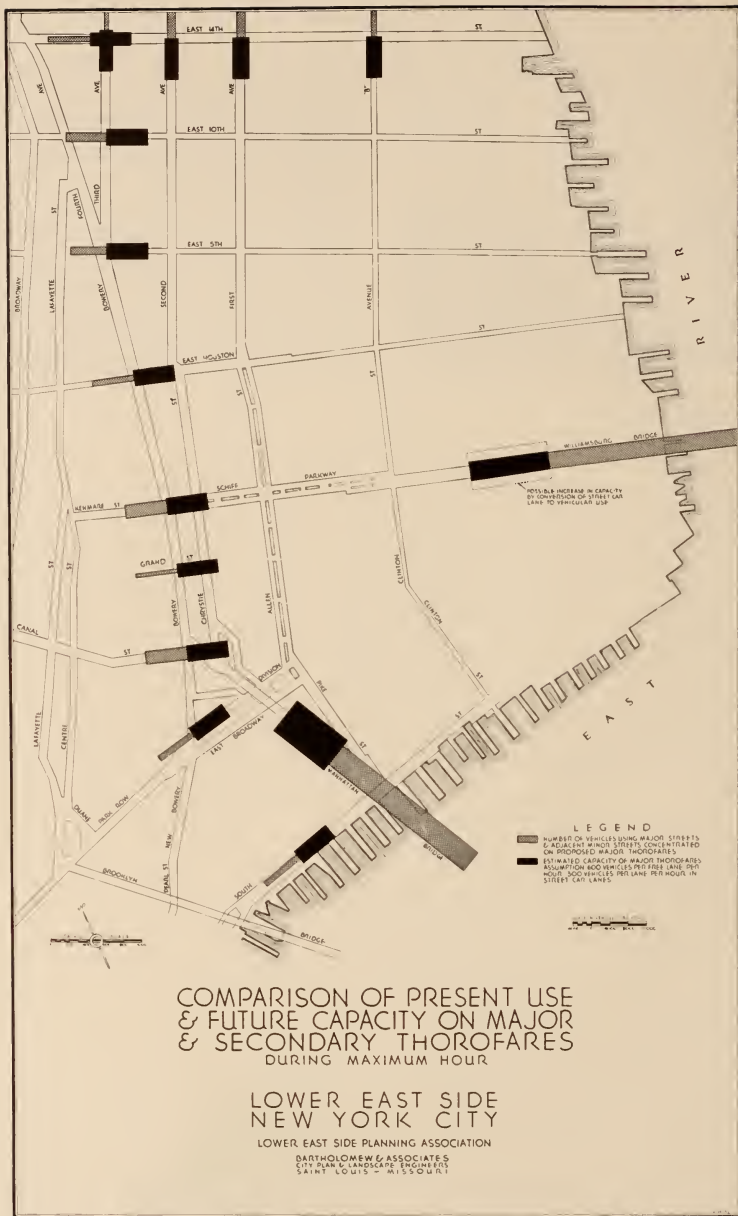 EAST 14TH
ST.
AVE
AVE
AVE
AVE
"B"
EAST 10TH
ST
FOURTH
THIRD
ST
EAST 5TH
ST
BROADWAY
LAFAYETTE
BOWERY
SECOND
FIRST
AVENUE
RIVER
EAST HOUSTON
ST
ST
ST
ST
WILLIAMSBURG BRIDGE
SCHIFF PARKWAY
KENMARE ST
POSSIBLE INCREASE IN CAPACITY
BY CONVERSION OF STREET CAR
LANE TO VEHICULAR USE
GRAND ST
ST
ST
BOWERY
CHRYSTIE
ALLEN
CLINTON
CLINTON
ST
CANAL
ST
DIVISION
PIKE
ST
EAST
LAFAYETTE
CENTRE
EAST BROADWAY
ST
MANHATTAN
BRIDGE
DUANE
PARK ROW
NEW BOWERY
PEARL ST
BROOKLYN
BRIDGE
SOUTH
LEGEND
NUMBER OF VEHICLES USING MAJOR STREETS
& ADJACENT MINOR STREETS CONCENTRATED
ON PROPOSED MAJOR THOROFARES
ESTIMATED CAPACITY OF MAJOR THOROFARES
ASSUMPTION 600 VEHICLES PER FREE LANE PER
HOUR 300 VEHICLES PER LANE PER HOUR IN
STREET CAR LANES
COMPARISON OF PRESENT USE
& FUTURE CAPACITY ON MAJOR
& SECONDARY THOROFARES
DURING MAXIMUM HOUR
LOWER EAST SIDE
NEW YORK CITY
LOWER EAST SIDE PLANNING ASSOCIATION
BARTHOLOMEW & ASSOCIATES
CITY PLAN & LANDSCAPE ENGINEERS
SAINT LOUIS - MISSOURI